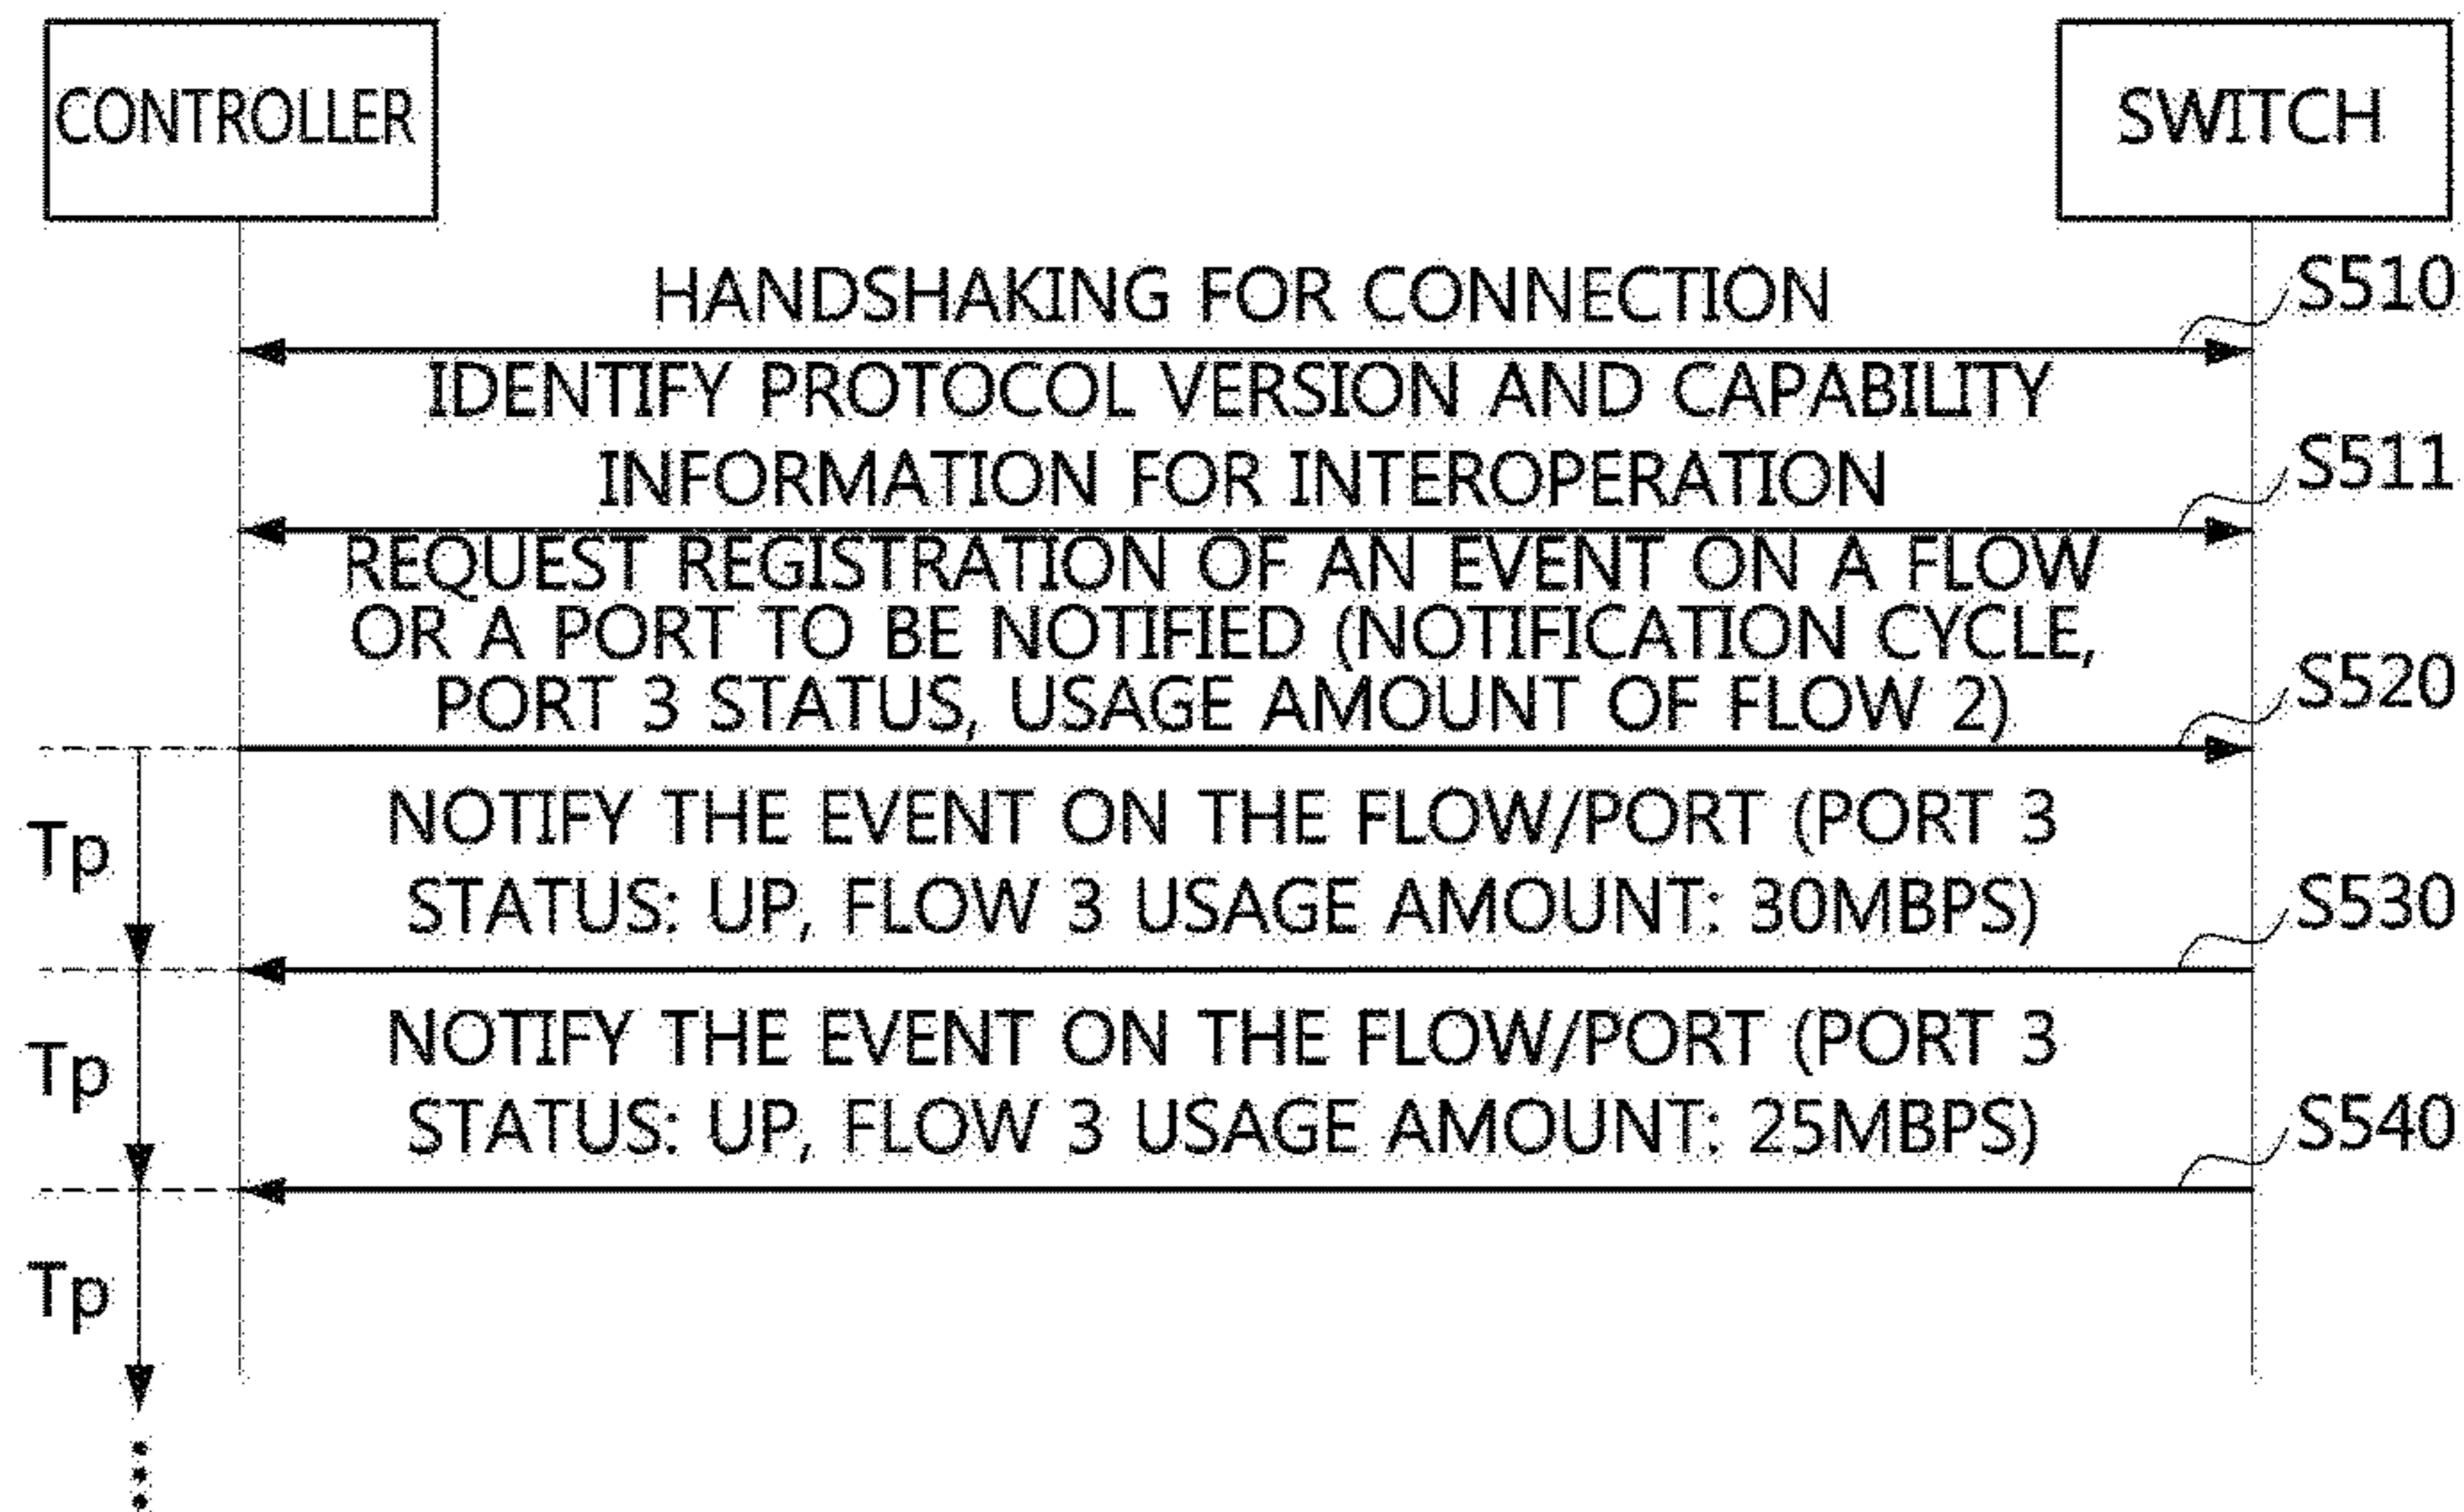 CONTROLLER
SWITCH
HANDSHAKING FOR CONNECTION
S510
IDENTIFY PROTOCOL VERSION AND CAPABILITY
INFORMATION FOR INTEROPERATION
S511
REQUEST REGISTRATION OF AN EVENT ON A FLOW
OR A PORT TO BE NOTIFIED (NOTIFICATION CYCLE,
PORT 3 STATUS, USAGE AMOUNT OF FLOW 2)
S520
Tp
NOTIFY THE EVENT ON THE FLOW/PORT (PORT 3
STATUS: UP, FLOW 3 USAGE AMOUNT: 30MBPS)
S530
Tp
NOTIFY THE EVENT ON THE FLOW/PORT (PORT 3
STATUS: UP, FLOW 3 USAGE AMOUNT: 25MBPS)
S540
Tp